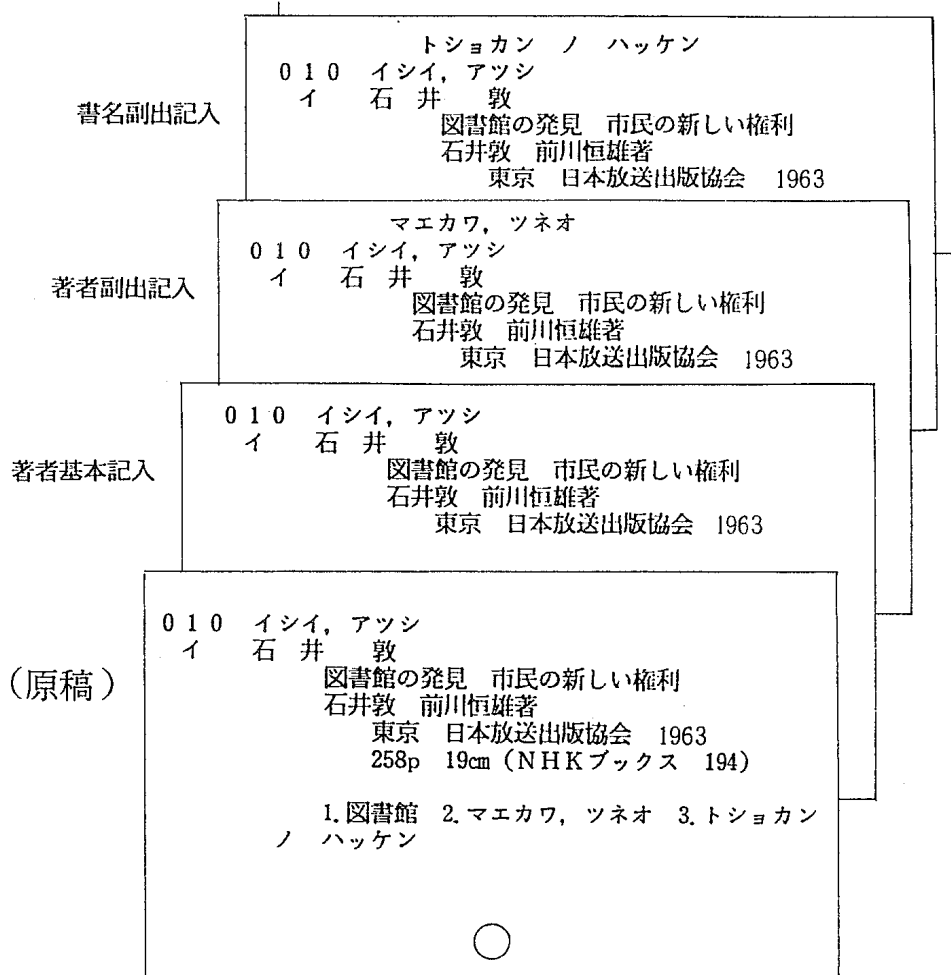 トショカン ノ ハッケン
010 イシイ, アツシ
イ 石井 敦
書名副出記入
図書館の発見 市民の新しい権利
石井敦 前川恒雄著
東京 日本放送出版協会 1963
マエカワ, ツネオ
010 イシイ, アツシ
イ 石井 敦
著者副出記入
図書館の発見 市民の新しい権利
石井敦 前川恒雄著
東京 日本放送出版協会 1963
010 イシイ, アツシ
イ 石井 敦
著者基本記入
図書館の発見 市民の新しい権利
石井敦 前川恒雄著
東京 日本放送出版協会 1963
010 イシイ, アツシ
イ 石井 敦
(原稿)
図書館の発見 市民の新しい権利
石井敦 前川恒雄著
東京 日本放送出版協会 1963
258p 19cm (NHKブックス 194)
1.図書館 2.マエカワ, ツネオ 3.トショカン
ノ ハッケン